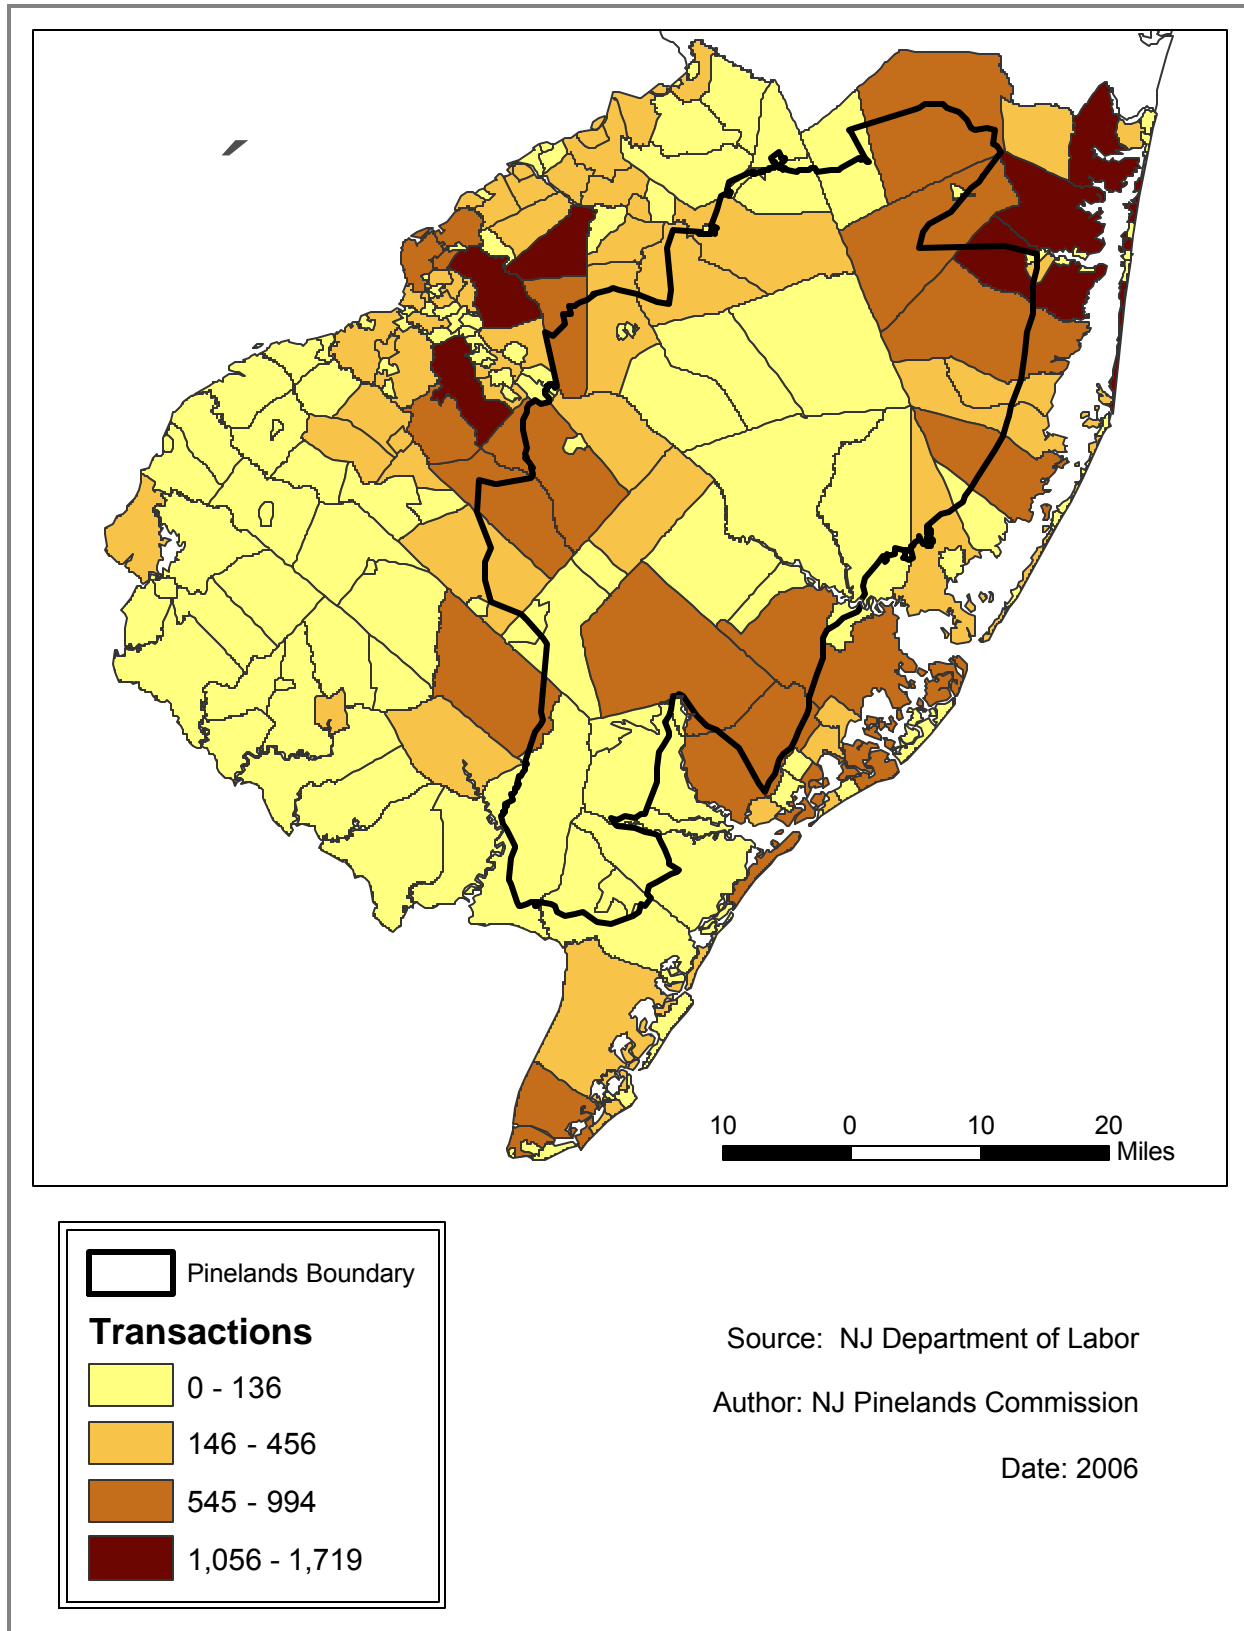 10 0 10 20
Miles
Pinelands Boundary
Transactions
0 - 136
146 - 456
545 - 994
1,056 - 1,719
Source: NJ Department of Labor
Author: NJ Pinelands Commission
Date: 2006